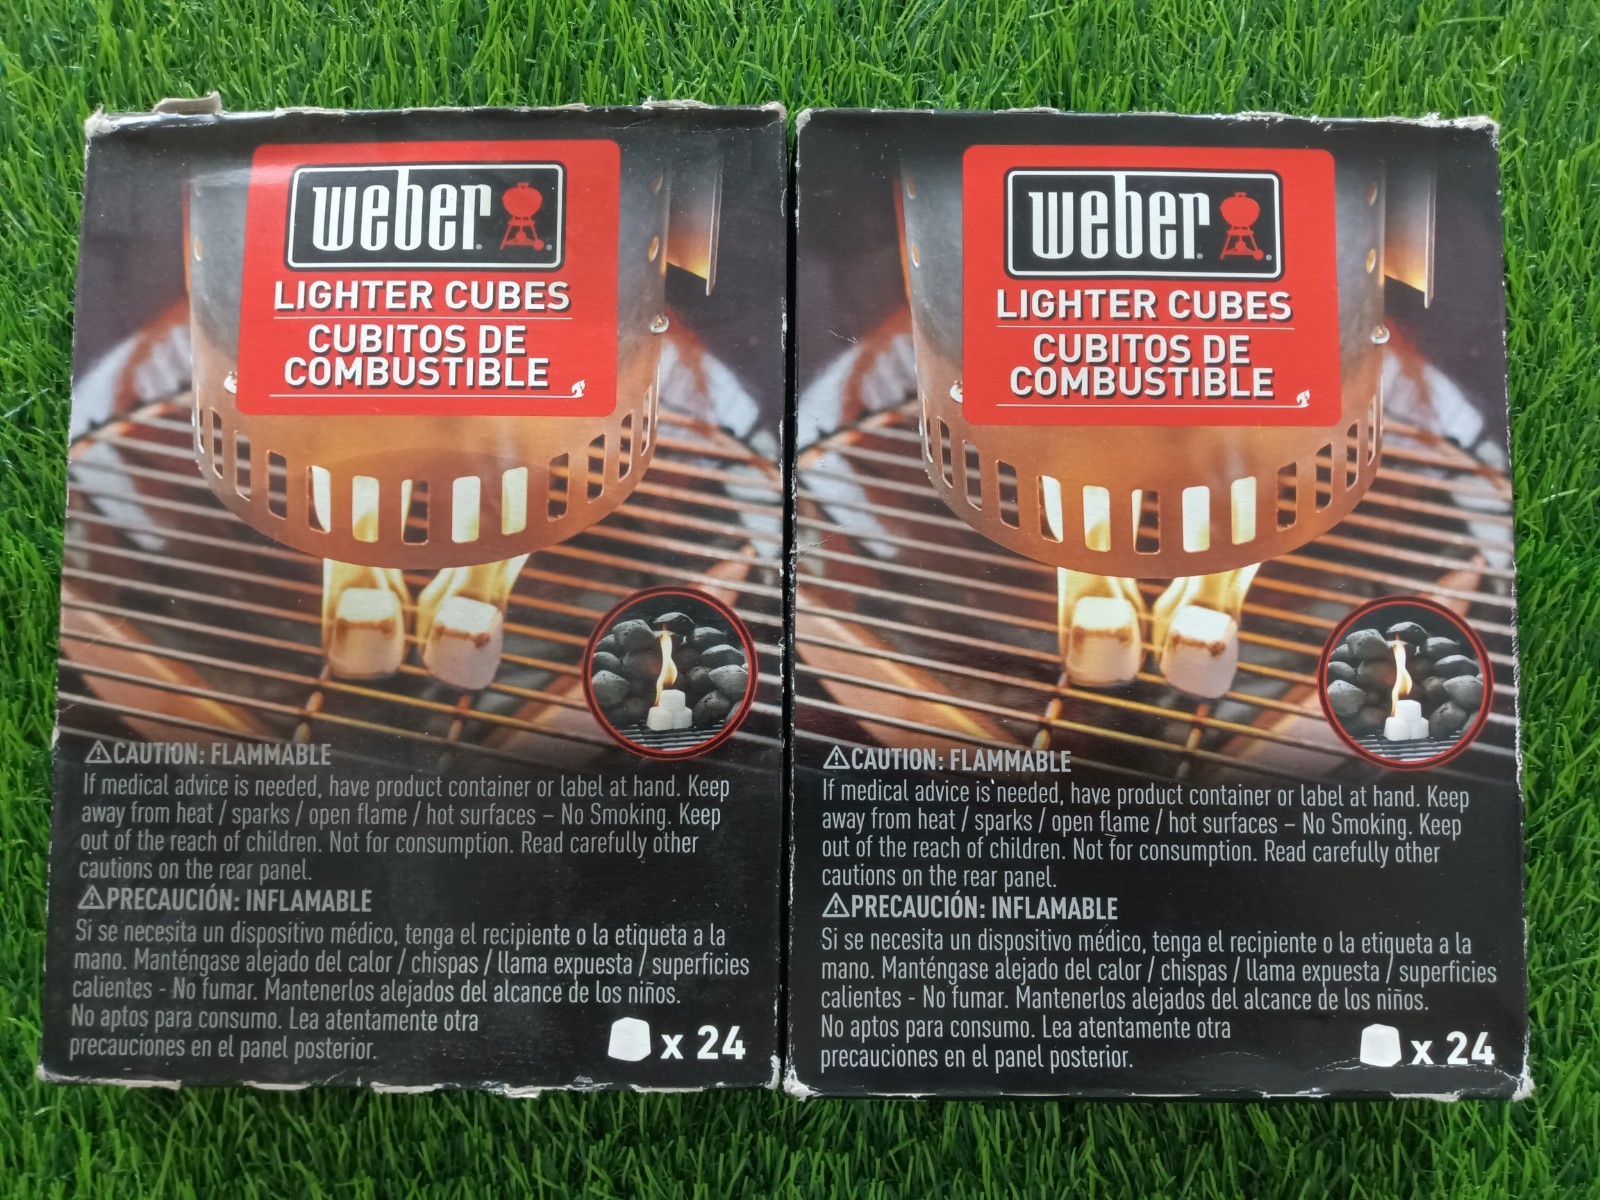 weber
LIGHTER CUBES
CUBITOS DE
COMBUSTIBLE
⚠CAUTION: FLAMMABLE
If medical advice is needed, have product container or label at hand. Keep
away from heat / sparks / open flame / hot surfaces – No Smoking. Keep
out of the reach of children. Not for consumption. Read carefully other
cautions on the rear panel.
⚠PRECAUCIÓN: INFLAMABLE
Si se necesita un dispositivo médico, tenga el recipiente o la etiqueta a la
mano. Manténgase alejado del calor / chispas / llama expuesta / superficies
calientes - No fumar. Mantenerlos alejados del alcance de los niños.
No aptos para consumo. Lea atentamente otra
precauciones en el panel posterior.
x 24
weber
LIGHTER CUBES
CUBITOS DE
COMBUSTIBLE
⚠CAUTION: FLAMMABLE
If medical advice is needed, have product container or label at hand. Keep
away from heat / sparks / open flame / hot surfaces – No Smoking. Keep
out of the reach of children. Not for consumption. Read carefully other
cautions on the rear panel.
⚠PRECAUCIÓN: INFLAMABLE
Si se necesita un dispositivo médico, tenga el recipiente o la etiqueta a la
mano. Manténgase alejado del calor / chispas / llama expuesta / superficies
calientes - No fumar. Mantenerlos alejados del alcance de los niños.
No aptos para consumo. Lea atentamente otra
precauciones en el panel posterior.
x 24